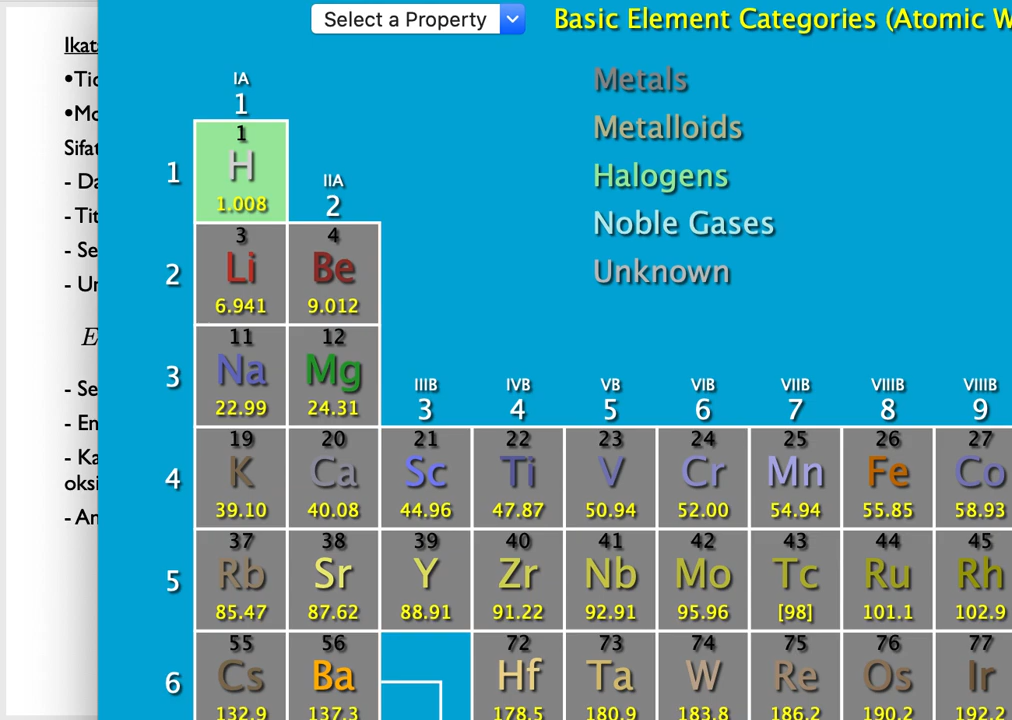 Select a Property
Basic Element Categories (Atomic W
Ikat
•Tid
•Mo
Sifat
- Da
- Tit
- Se
- Ur
E
- Se
- En
- Ka
oksi
- An
Metals
Metalloids
Halogens
Noble Gases
Unknown
IA
1
IIA
2
IIIB IVB VB VIB VIIB VIIIB VIIIB
3 4 5 6 7 8 9
1
1
H
1.008
2
3 4
Li Be
6.941 9.012
3
11 12
Na Mg
22.99 24.31
4
19 20 21 22 23 24 25 26 27
K Ca Sc Ti V Cr Mn Fe Co
39.10 40.08 44.96 47.87 50.94 52.00 54.94 55.85 58.93
5
37 38 39 40 41 42 43 44 45
Rb Sr Y Zr Nb Mo Tc Ru Rh
85.47 87.62 88.91 91.22 92.91 95.96 [98] 101.1 102.9
6
55 56 72 73 74 75 76 77
Cs Ba Hf Ta W Re Os Ir
132.9 137.3 178.5 180.9 183.8 186.2 190.2 192.2